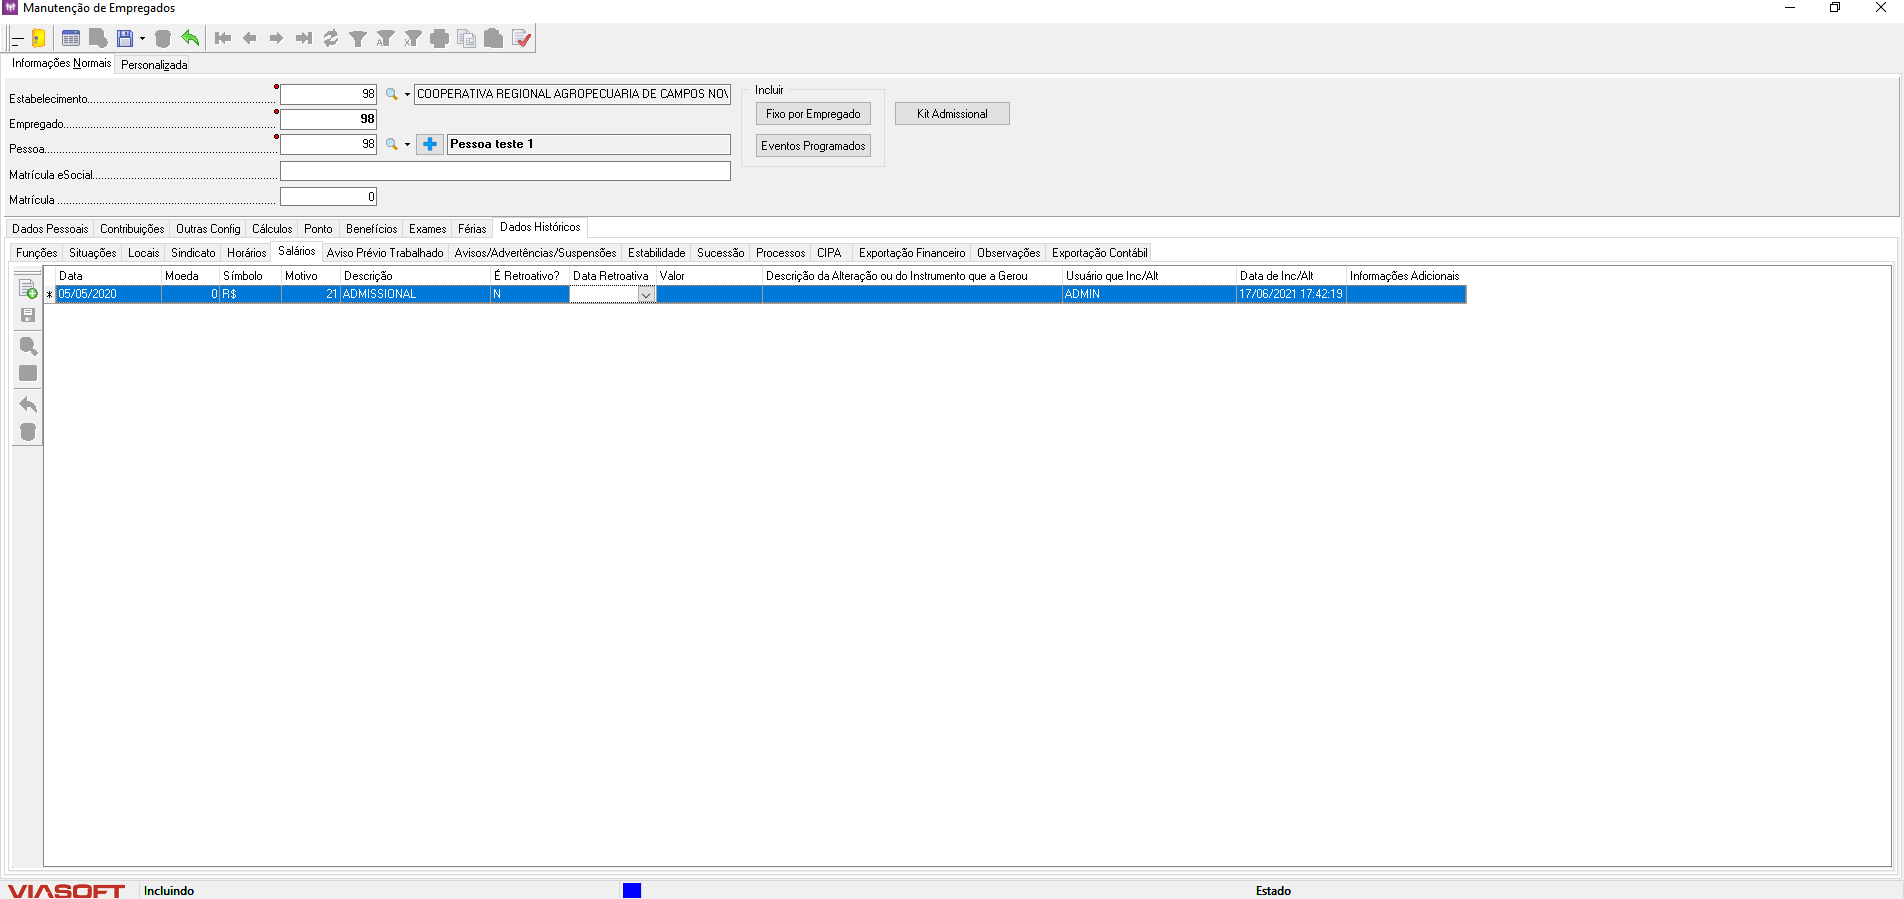 Manutenção de Empregados
Informações Normais Personalizada
Estabelecimento 98 COOPERATIVA REGIONAL AGROPECUARIA DE CAMPOS NOV
Empregado 98
Pessoa 98 Pessoa teste 1
Matrícula eSocial
Matrícula 0
Incluir
Fixo por Empregado Kit Admissional
Eventos Programados
Dados Pessoais Contribuições Outras Config Cálculos Ponto Benefícios Exames Férias Dados Históricos
Funções Situações Locais Sindicato Horários Salários Aviso Prévio Trabalhado Avisos/Advertências/Suspensões Estabilidade Sucessão Processos CIPA Exportação Financeiro Observações Exportação Contábil
Data Moeda Símbolo Motivo Descrição É Retroativo? Data Retroativa Valor Descrição da Alteração ou do Instrumento que a Gerou Usuário que Inc/Alt Data de Inc/Alt Informações Adicionais
* 05/05/2020 0 R$ 21 ADMISSIONAL N ADMIN 17/06/2021 17:42:19
VIASOFT Incluindo Estado